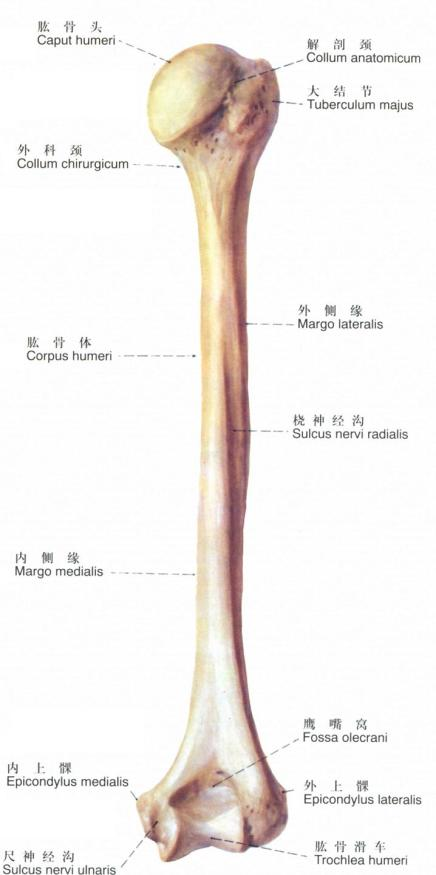 肱骨头
Caput humeri
解剖颈
Collum anatomicum
大结节
Tuberculum majus
外科颈
Collum chirurgicum
外侧缘
Margo lateralis
肱骨体
Corpus humeri
桡神经沟
Sulcus nervi radialis
内侧缘
Margo medialis
鹰嘴窝
Fossa olecrani
内上髁
Epicondylus medialis
外上髁
Epicondylus lateralis
肱骨滑车
Trochlea humeri
尺神经沟
Sulcus nervi ulnaris